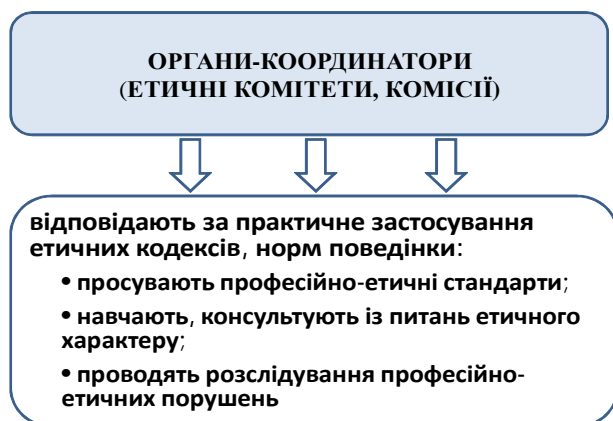 ОРГАНИ-КООРДИНАТОРИ
(ЕТИЧНІ КОМІТЕТИ, КОМІСІЇ)
відповідають за практичне застосування
етичних кодексів, норм поведінки:
• просувають професійно-етичні стандарти;
• навчають, консультують із питань етичного
характеру;
• проводять розслідування професійно-
етичних порушень